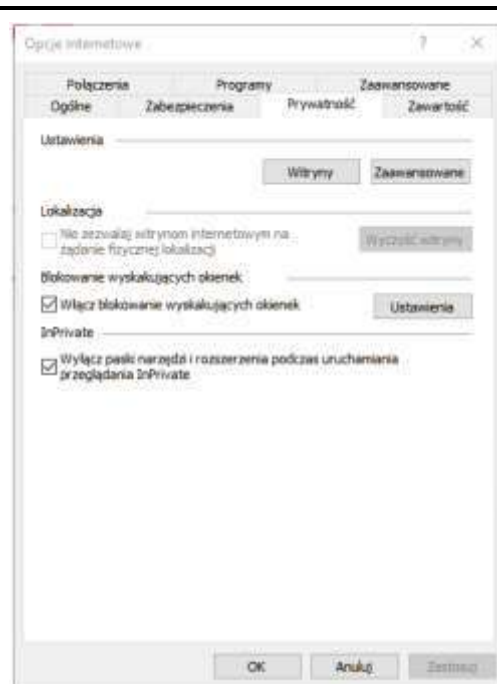 Opcje internetowe ? ×
Połączenia Programy Zaawansowane
Ogólne Zabezpieczenia Prywatność Zawartość
Ustawienia
Witryny Zaawansowane
Lokalizacja
Nie zezwalaj witrynom internetowym na
żądanie fizycznej lokalizacji
Wyczyść witryny
Blokowanie wyskakujących okienek
Włącz blokowanie wyskakujących okienek
Ustawienia
InPrivate
Wyłącz paski narzędzi i rozszerzenia podczas uruchamiania
przeglądania InPrivate
OK Anuluj Zastosuj